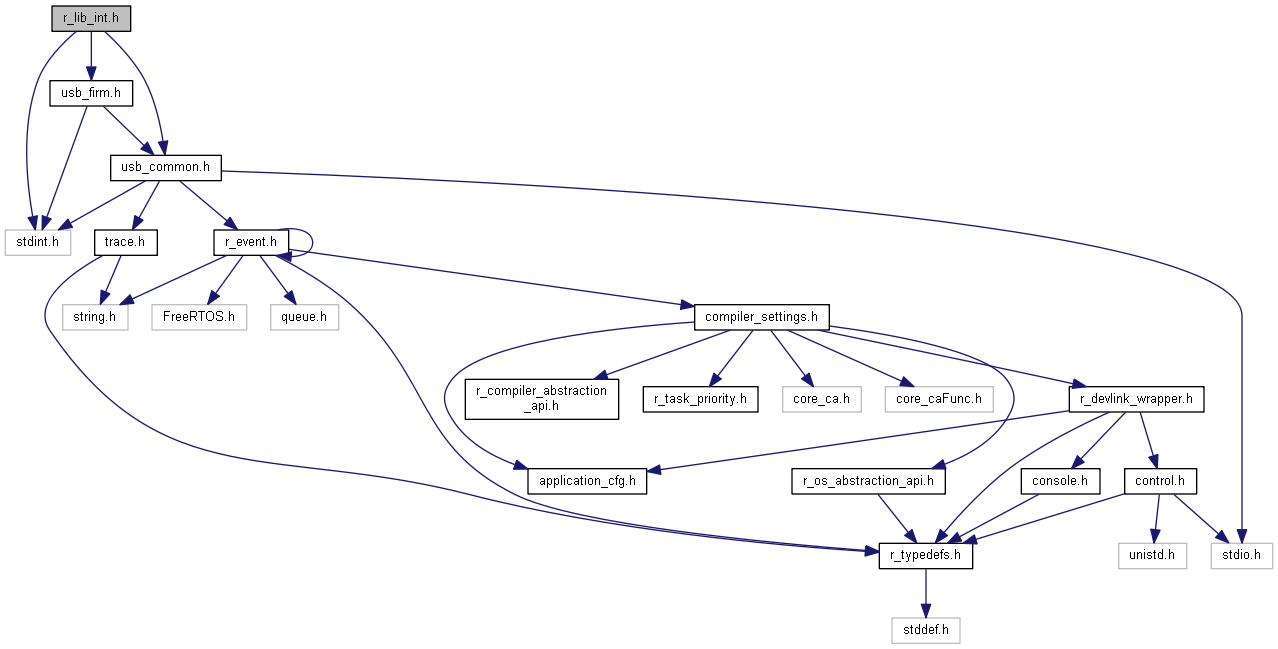 r_lib_int.h
usb_firm.h
usb_common.h
stdint.h
trace.h
r_event.h
string.h
FreeRTOS.h
queue.h
compiler_settings.h
r_compiler_abstraction
_api.h
r_task_priority.h
core_ca.h
core_caFunc.h
r_devlink_wrapper.h
application_cfg.h
r_os_abstraction_api.h
console.h
control.h
r_typedefs.h
unistd.h
stdio.h
stddef.h